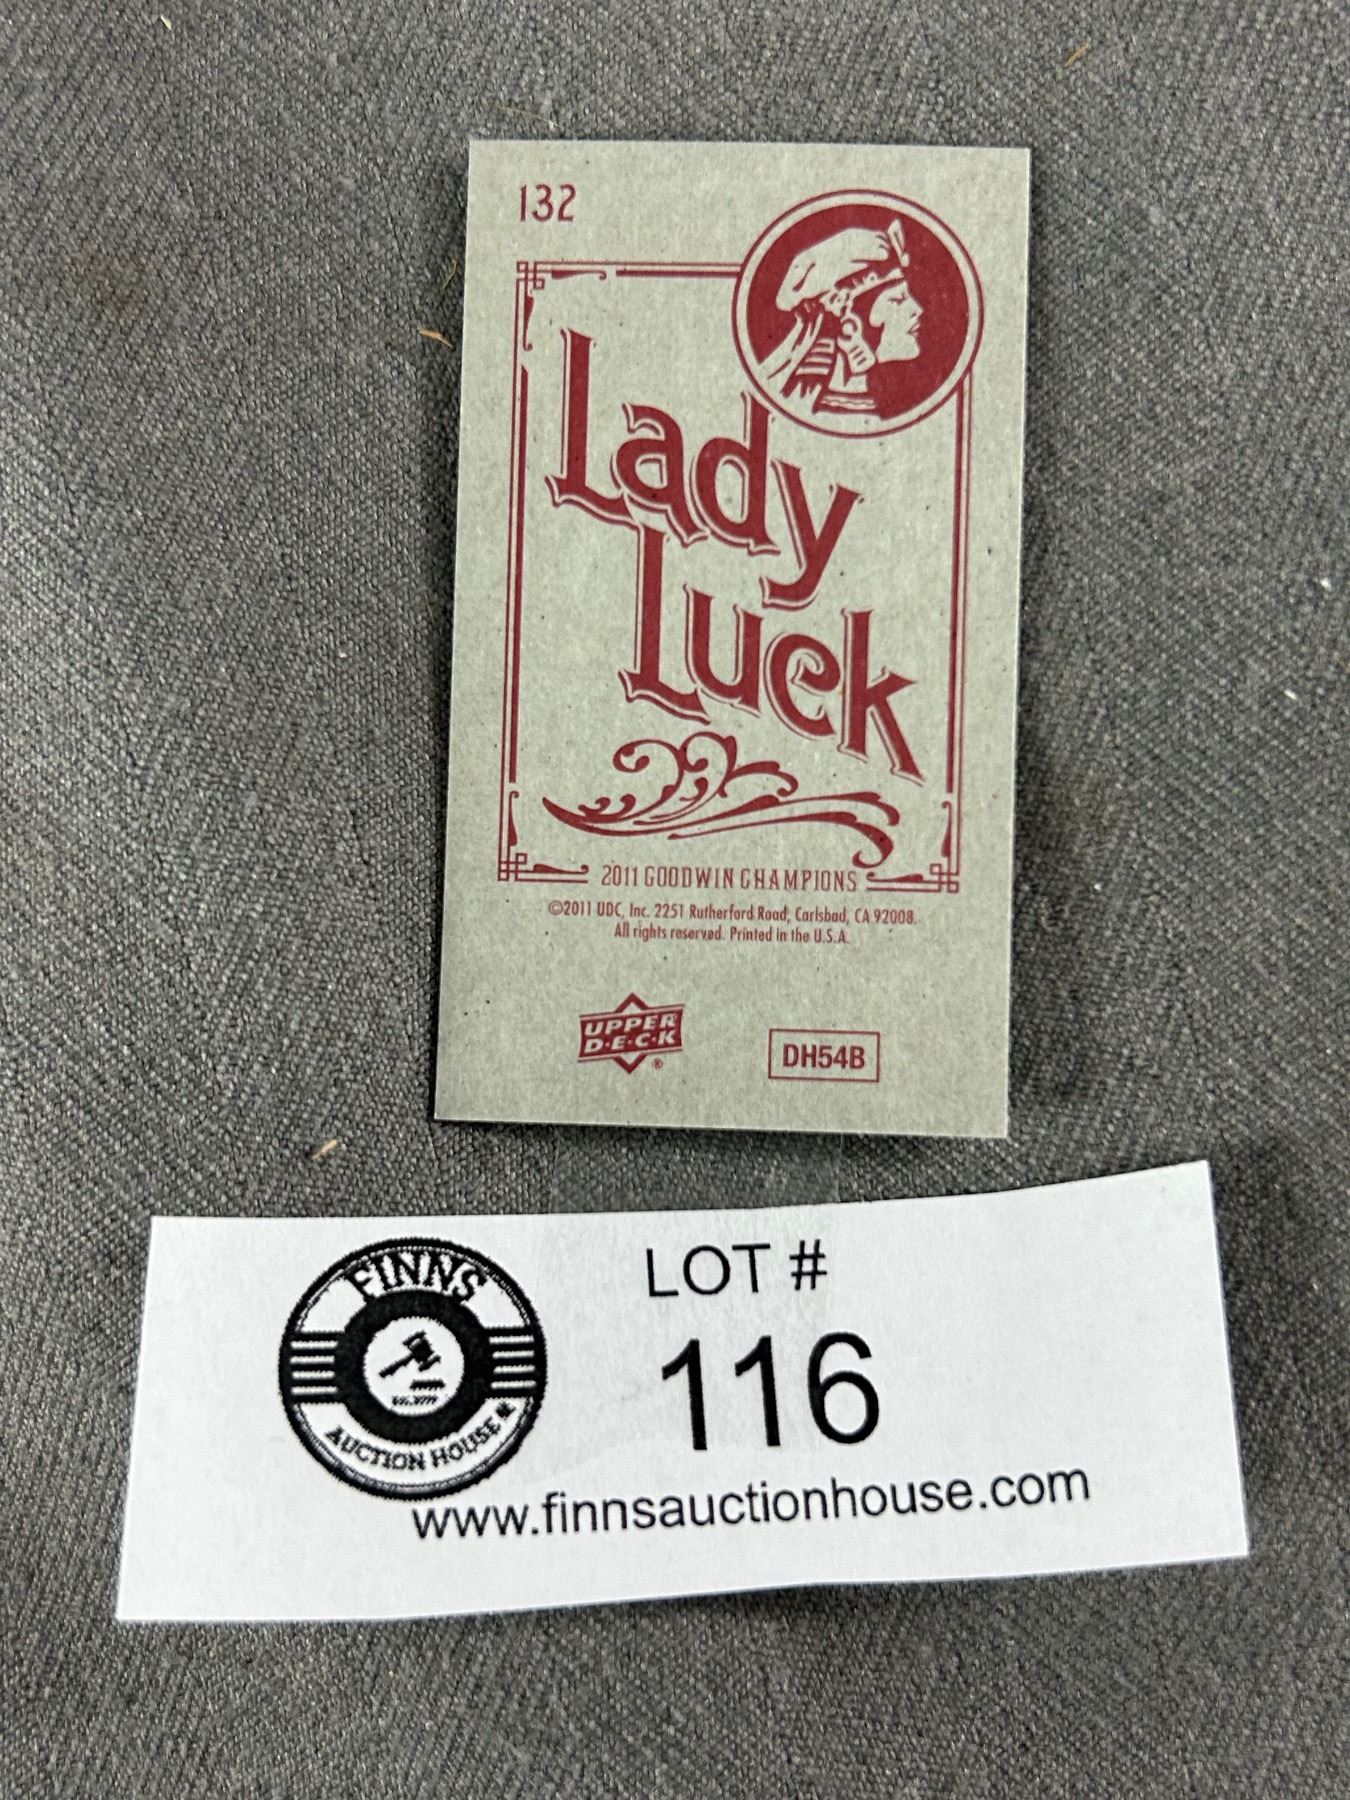 132
Lady
Luck
2011 GOODWIN CHAMPIONS
©2011 UDC, Inc. 2251 Rutherford Road, Carlsbad, CA 92008.
All rights reserved. Printed in the U.S.A.
UPPER
D·E·C·K
®
DH54B
FINNS
AUCTION HOUSE
LOT #
116
www.finnsauctionhouse.com